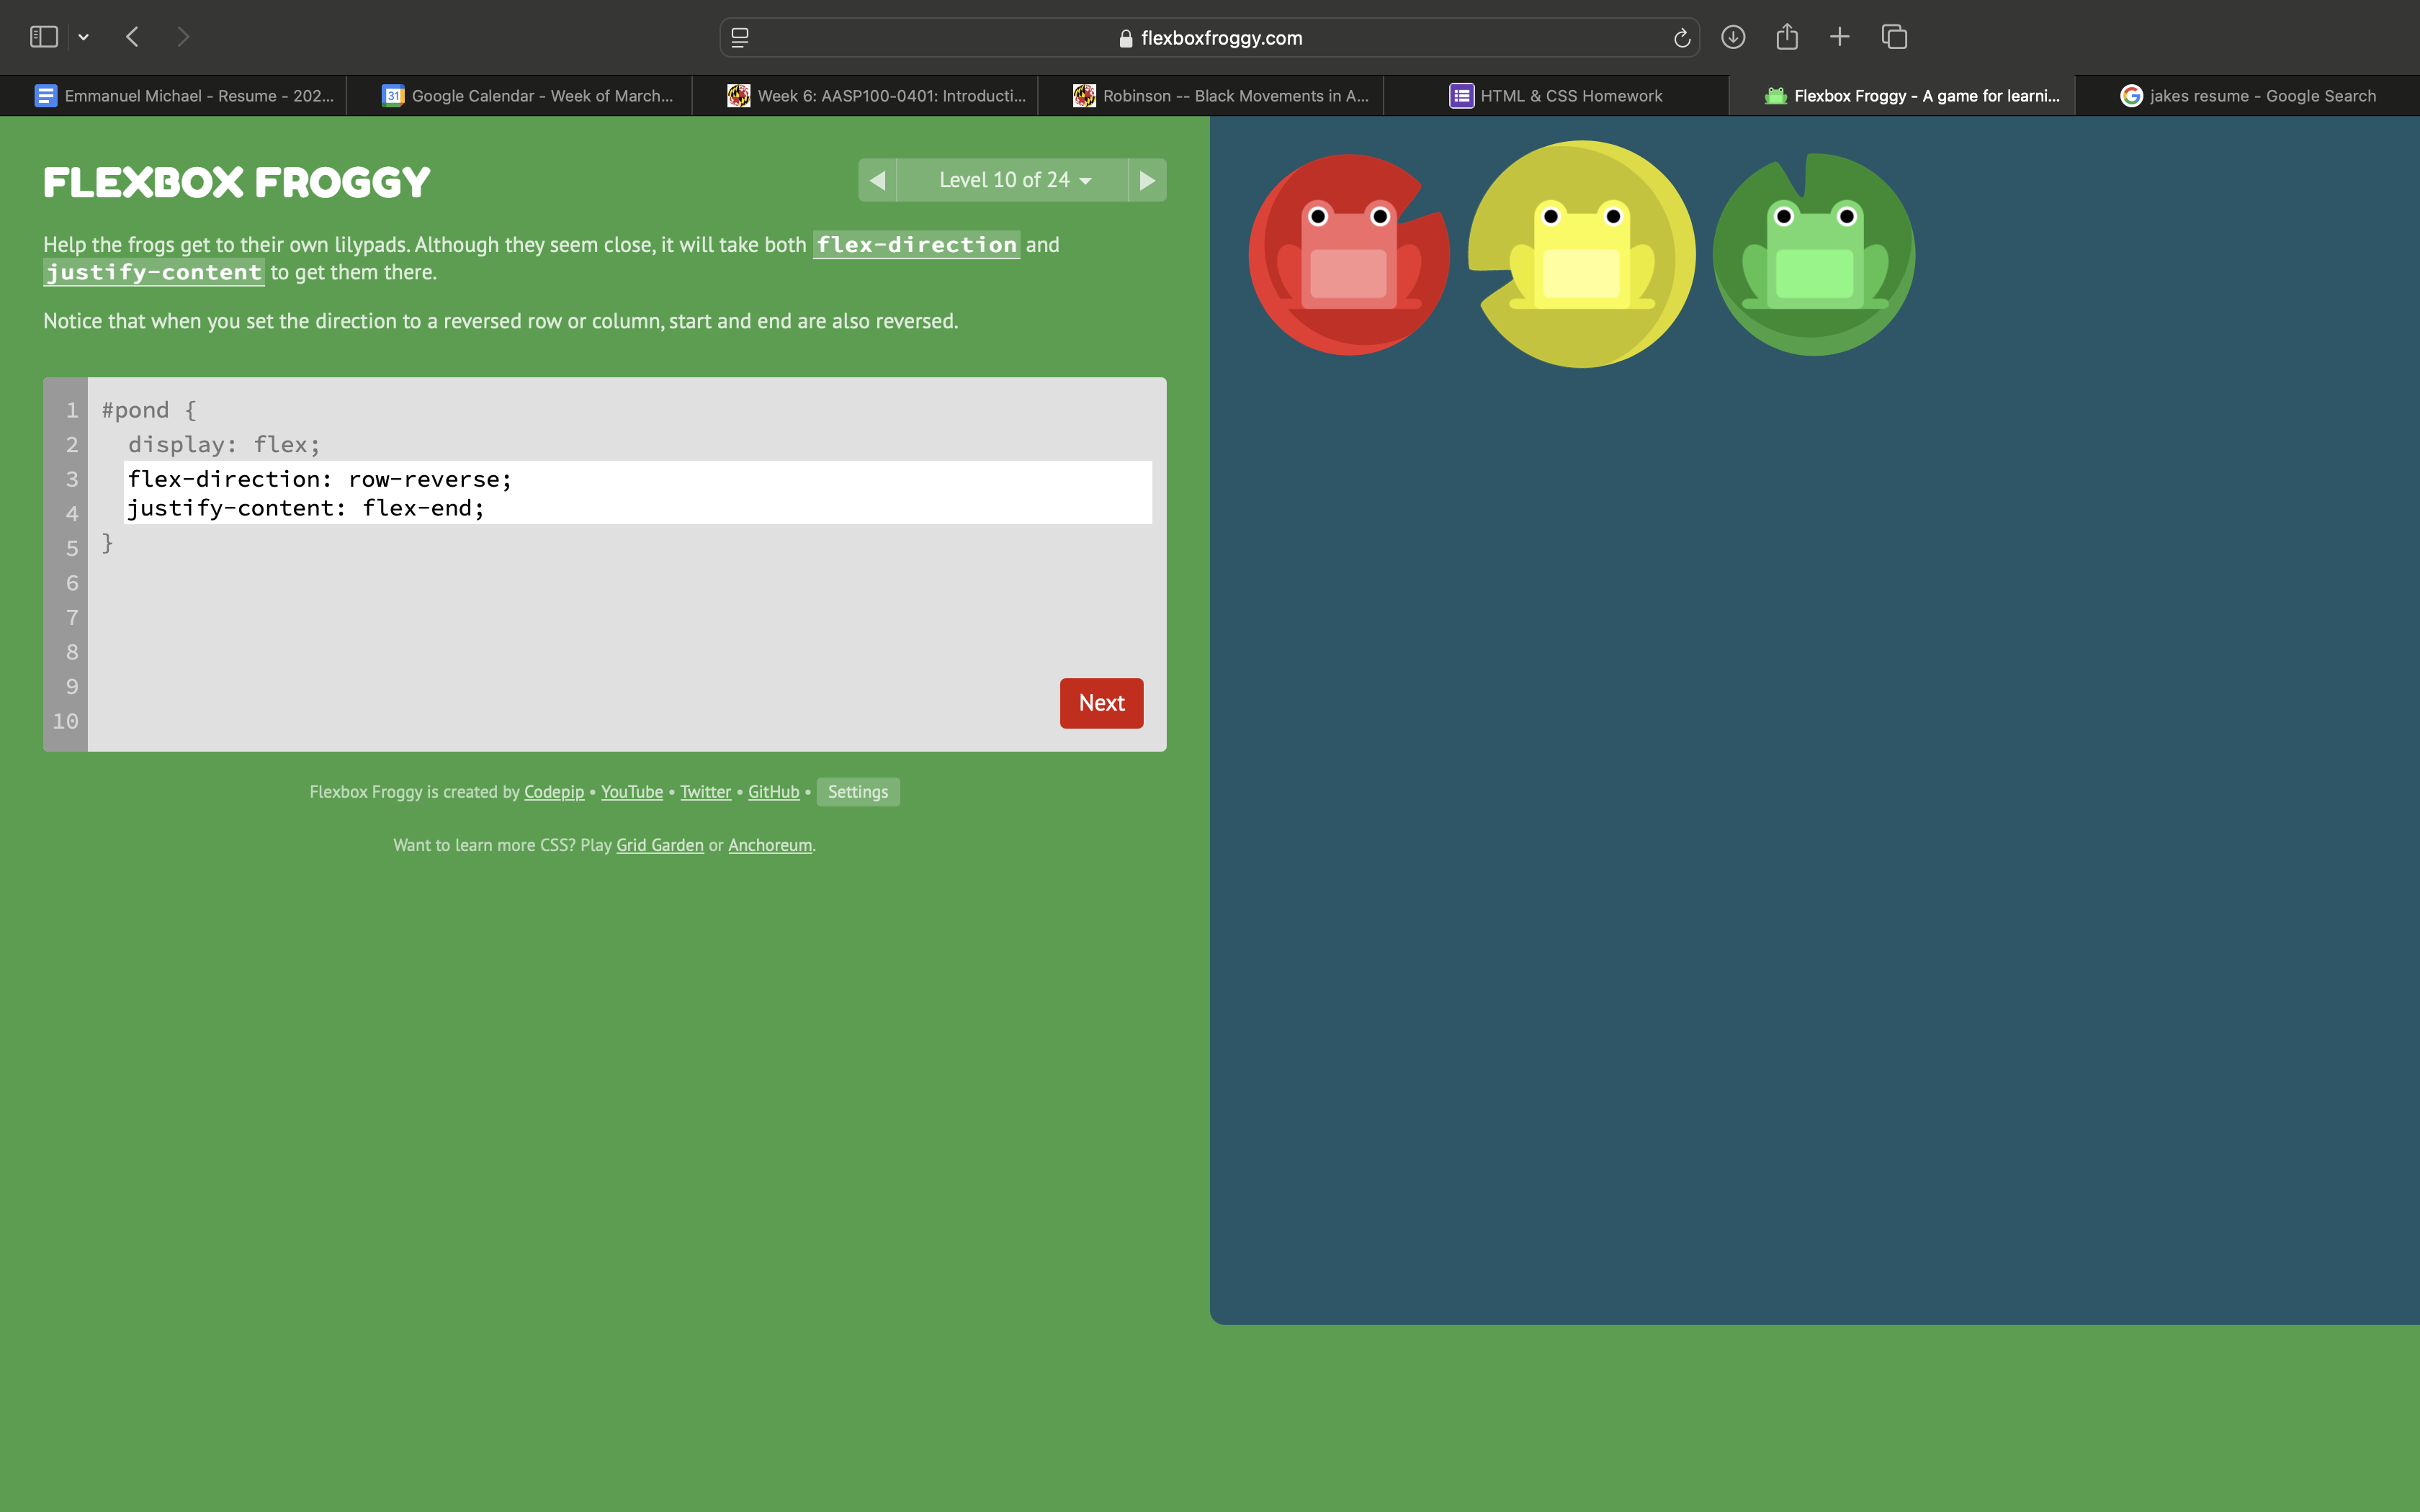 flexboxfroggy.com
Emmanuel Michael - Resume - 202...
31
Google Calendar - Week of March...
Week 6: AASP100-0401: Introducti...
Robinson -- Black Movements in A...
HTML & CSS Homework
Flexbox Froggy - A game for learni...
jakes resume - Google Search
FLEXBOX FROGGY
Level 10 of 24
Help the frogs get to their own lilypads. Although they seem close, it will take both flex-direction and
justify-content to get them there.
Notice that when you set the direction to a reversed row or column, start and end are also reversed.
1 #pond {
2 display: flex;
3 flex-direction: row-reverse;
4 justify-content: flex-end;
5 }
6
7
8
9
10
Next
Flexbox Froggy is created by Codepip • YouTube • Twitter • GitHub • Settings
Want to learn more CSS? Play Grid Garden or Anchoreum.